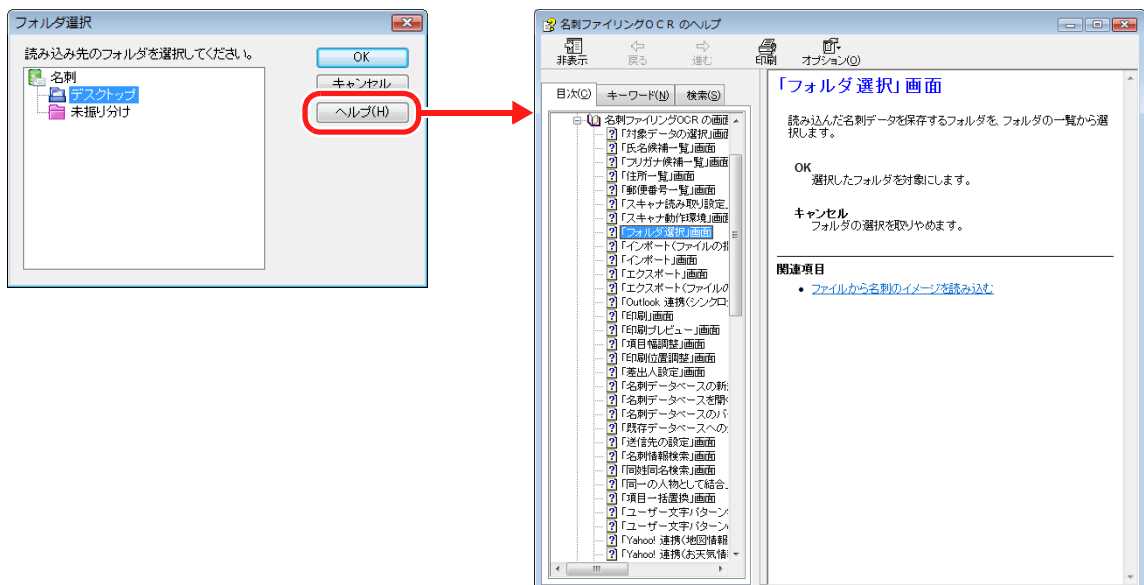 フォルダ選択
読み込み先のフォルダを選択してください。
名刺
デスクトップ
未振り分け
OK
キャンセル
ヘルプ(H)
名刺ファイリングOCR のヘルプ
非表示
戻る
進む
印刷
オプション(O)
目次(C)
キーワード(N)
検索(S)
名刺ファイリングOCR の画面
「対象データの選択」画面
「氏名候補一覧」画面
「フリガナ候補一覧」画面
「住所一覧」画面
「郵便番号一覧」画面
「スキャナ読み取り設定」
「スキャナ動作環境」画面
「フォルダ選択」画面
「インポート(ファイルの指
「インポート」画面
「エクスポート」画面
「エクスポート(ファイルの
「Outlook 連携(シンクロ
「印刷」画面
「印刷プレビュー」画面
「項目幅調整」画面
「印刷位置調整」画面
「差出人設定」画面
「名刺データベースの新
「名刺データベースを開く
「名刺データベースのバ
「既存データベースへの
「送信先の設定」画面
「名刺情報検索」画面
「同姓同名検索」画面
「同一の人物として結合」
「項目一括置換」画面
「ユーザー文字パターン
「ユーザー文字パターン
「Yahoo! 連携(地図情報
「Yahoo! 連携(お天気情
「フォルダ選択」画面
読み込んだ名刺データを保存するフォルダを、フォルダの一覧から選
択します。
OK
選択したフォルダを対象にします。
キャンセル
フォルダの選択を取りやめます。
関連項目
ファイルから名刺のイメージを読み込む